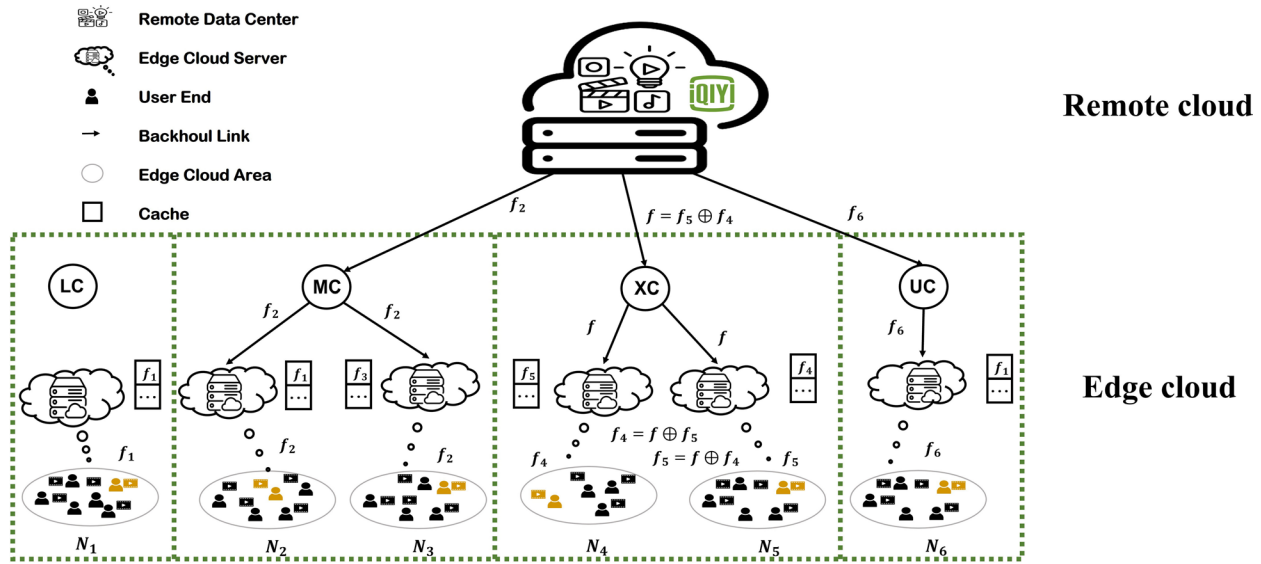 Remote Data Center
Edge Cloud Server
User End
Backhoul Link
Edge Cloud Area
Cache
iQIYI
Remote cloud
f₂
f = f₅ ⊕ f₄
f₆
LC
MC
XC
UC
f₂
f₂
f
f
f₆
f₁
...
f₁
...
f₃
...
f₅
...
f₄
...
f₁
...
Edge cloud
f₄ = f ⊕ f₅
f₅ = f ⊕ f₄
f₁
f₂
f₂
f₄
f₅
f₆
N₁
N₂
N₃
N₄
N₅
N₆